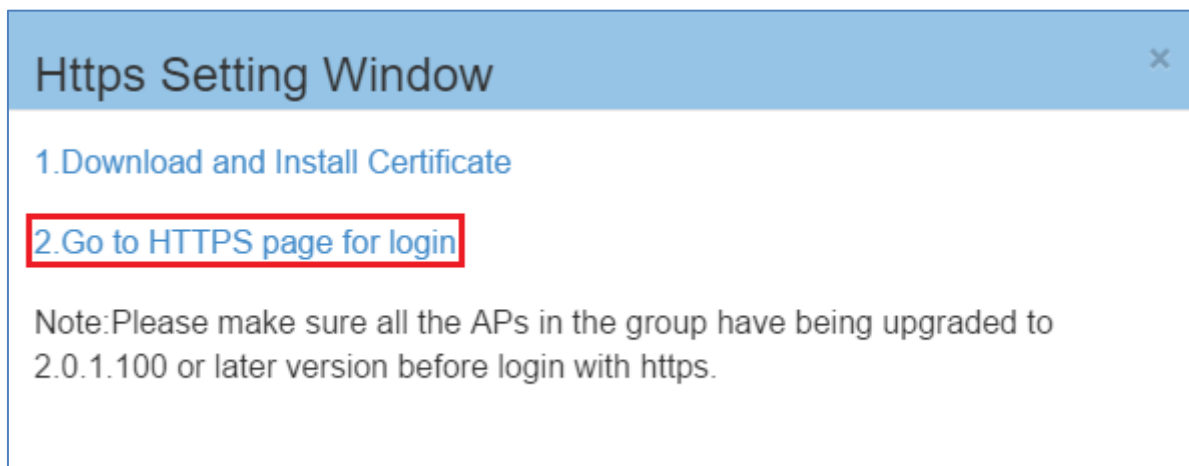 Https Setting Window
×
1.Download and Install Certificate
2.Go to HTTPS page for login
Note:Please make sure all the APs in the group have being upgraded to
2.0.1.100 or later version before login with https.